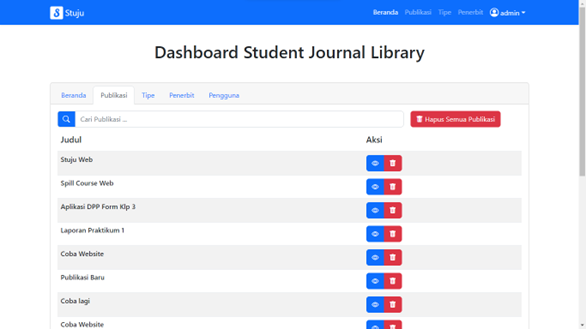 Stuju Beranda Publikasi Tipe Penerbit admin
Dashboard Student Journal Library
Beranda Publikasi Tipe Penerbit Pengguna
Cari Publikasi ... Hapus Semua Publikasi
Judul Aksi
Stuju Web
Spill Course Web
Aplikasi DPP Form Klp 3
Laporan Praktikum 1
Coba Website
Publikasi Baru
Coba lagi
Coba Website